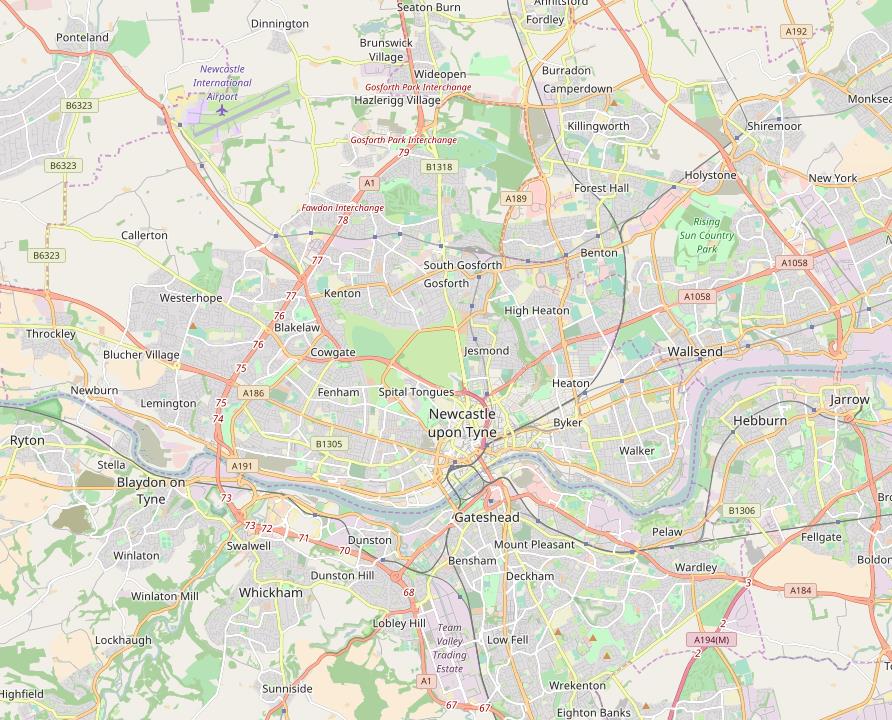 Seaton Burn
Annitsford
Fordley
Dinnington
Ponteland
A192
Brunswick
Village
Wideopen
Burradon
Newcastle
International
Airport
Gosforth Park Interchange
Camperdown
Hazlerigg Village
B6323
Monksea
Killingworth
Shiremoor
Gosforth Park Interchange
79
B1318
B6323
Holystone
New York
A1
Forest Hall
A189
Fawdon Interchange
78
Rising
Sun Country
Park
Callerton
B6323
77
Benton
South Gosforth
A1058
Gosforth
77
Kenton
A1058
Westerhope
High Heaton
76
Blakelaw
Throckley
76
Blucher Village
Cowgate
Jesmond
Wallsend
75
Newburn
A186
Fenham
Spital Tongues
Heaton
Lemington
75
Jarrow
74
Newcastle
upon Tyne
Byker
Hebburn
Ryton
B1305
Walker
Stella
A191
Blaydon on
Tyne
73
B1306
Gateshead
73
72
71
Dunston
Pelaw
Fellgate
Swalwell
70
Mount Pleasant
Winlaton
Bensham
Wardley
Boldo
Dunston Hill
Deckham
3
A184
Winlaton Mill
Whickham
68
Lobley Hill
2
Team
Valley
Trading
Estate
Lockhaugh
Low Fell
A194(M)
2
A1
Wrekenton
Highfield
Sunniside
67
67
Eighton Banks